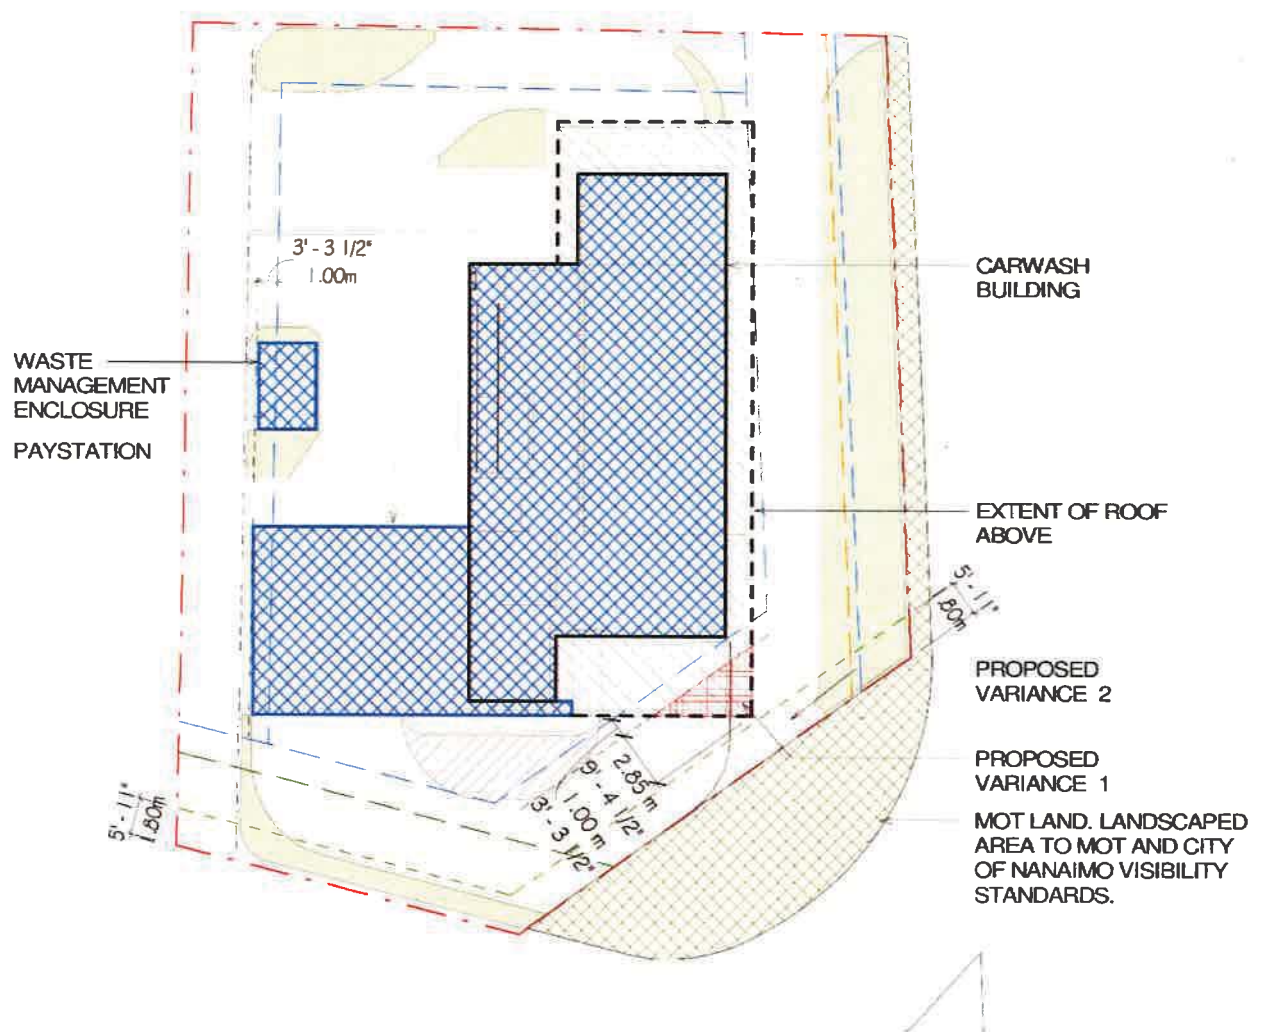 3'- 3 1/2"
1.00m
CARWASH
BUILDING
WASTE
MANAGEMENT
ENCLOSURE
PAYSTATION
EXTENT OF ROOF
ABOVE
5'- 11"
1.80m
PROPOSED
VARIANCE 2
PROPOSED
VARIANCE 1
2.85 m
9'- 4 1/2"
1.00 m
3'- 3 1/2"
5'- 11"
1.80m
MOT LAND. LANDSCAPED
AREA TO MOT AND CITY
OF NANAIMO VISIBILITY
STANDARDS.